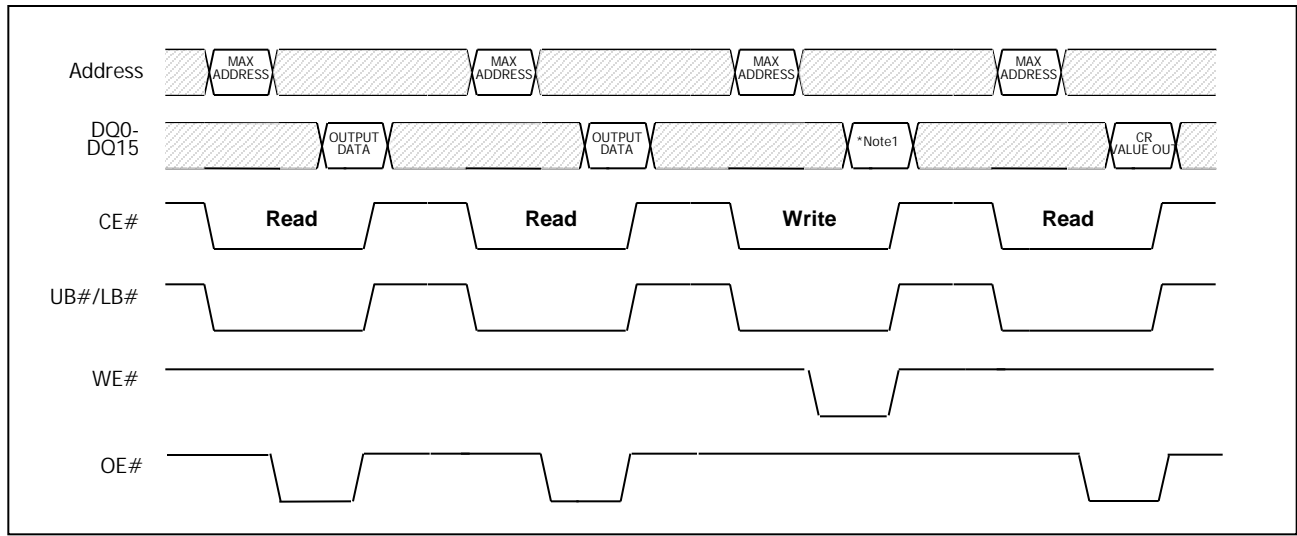 Address
MAX
ADDRESS
MAX
ADDRESS
MAX
ADDRESS
MAX
ADDRESS
DQ0-
DQ15
OUTPUT
DATA
OUTPUT
DATA
*Note1
CR
VALUE OUT
CE#
Read
Read
Write
Read
UB#/LB#
WE#
OE#